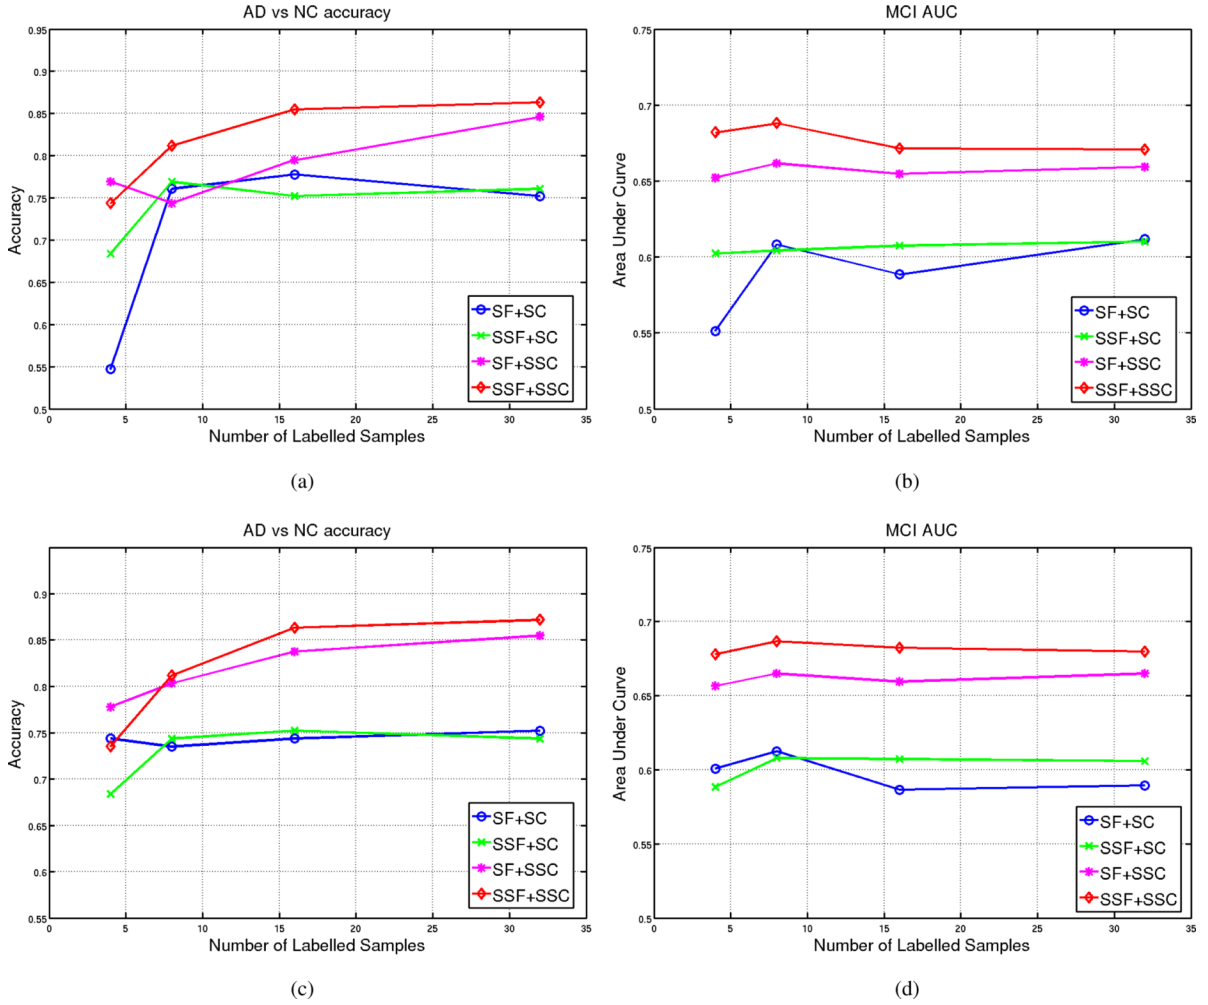 AD vs NC accuracy
0.95
0.9
0.85
0.8
0.75
0.7
0.65
0.6
0.55
0.5
Accuracy
SF+SC
SSF+SC
SF+SSC
SSF+SSC
0 5 10 15 20 25 30 35
Number of Labelled Samples
(a)
MCI AUC
0.75
0.7
0.65
0.6
0.55
0.5
Area Under Curve
SF+SC
SSF+SC
SF+SSC
SSF+SSC
0 5 10 15 20 25 30 35
Number of Labelled Samples
(b)
AD vs NC accuracy
0.9
0.85
0.8
0.75
0.7
0.65
0.6
0.55
Accuracy
SF+SC
SSF+SC
SF+SSC
SSF+SSC
0 5 10 15 20 25 30 35
Number of Labelled Samples
(c)
MCI AUC
0.75
0.7
0.65
0.6
0.55
0.5
Area Under Curve
SF+SC
SSF+SC
SF+SSC
SSF+SSC
0 5 10 15 20 25 30 35
Number of Labelled Samples
(d)